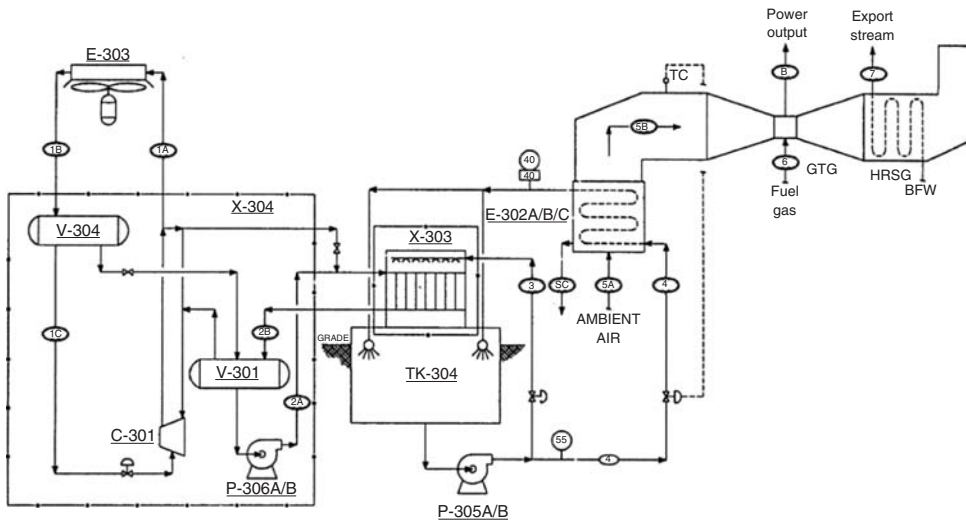 Power
output
Export
stream
E-303
TC
B
7
5B
1B
1A
40
40
6
GTG
HRSG
BFW
Fuel
gas
X-304
E-302A/B/C
V-304
X-303
3
SC
5A
4
AMBIENT
AIR
1C
2B
GRADE
V-301
TK-304
2A
C-301
55
4
P-306A/B
P-305A/B